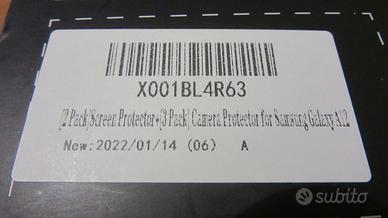 X001BL4R63
[2 Pack]Screen Protector+[3 Pack] Camera Protector for Samsung Galaxy A12
New:2022/01/14 (06) A
subito